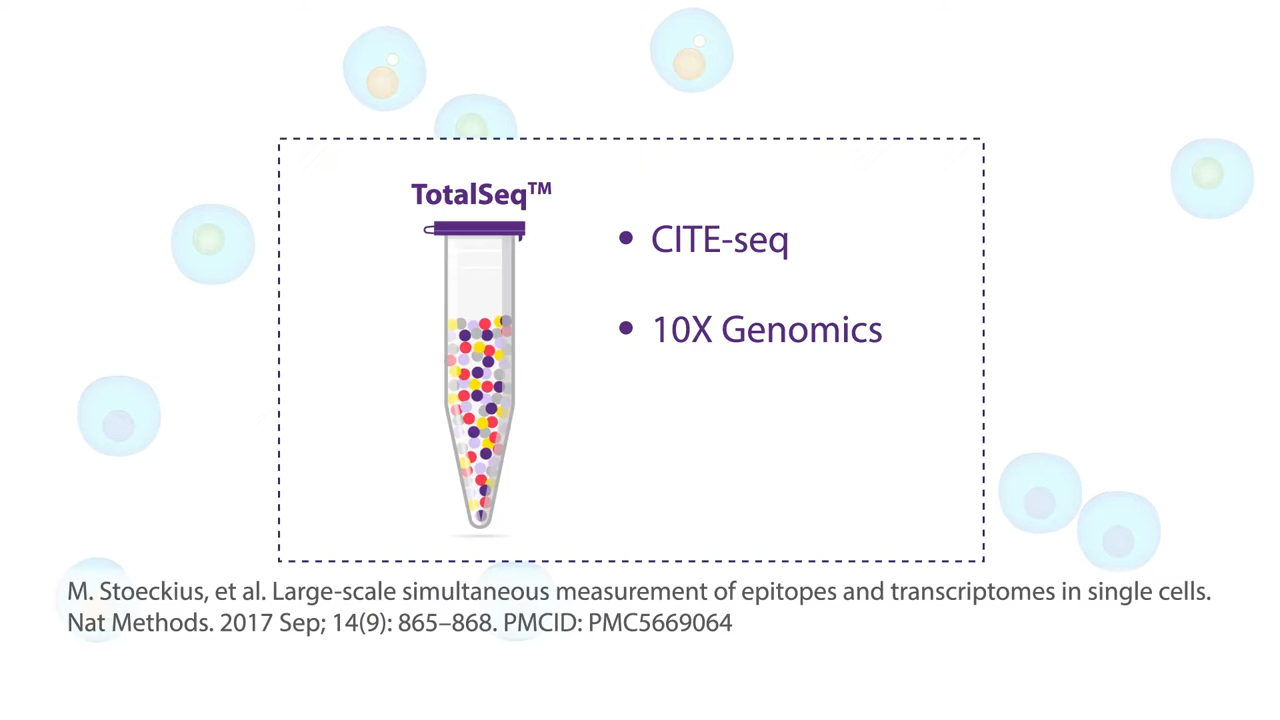 TotalSeq™
• CITE-seq
• 10X Genomics
M. Stoeckius, et al. Large-scale simultaneous measurement of epitopes and transcriptomes in single cells.
Nat Methods. 2017 Sep; 14(9): 865–868. PMCID: PMC5669064